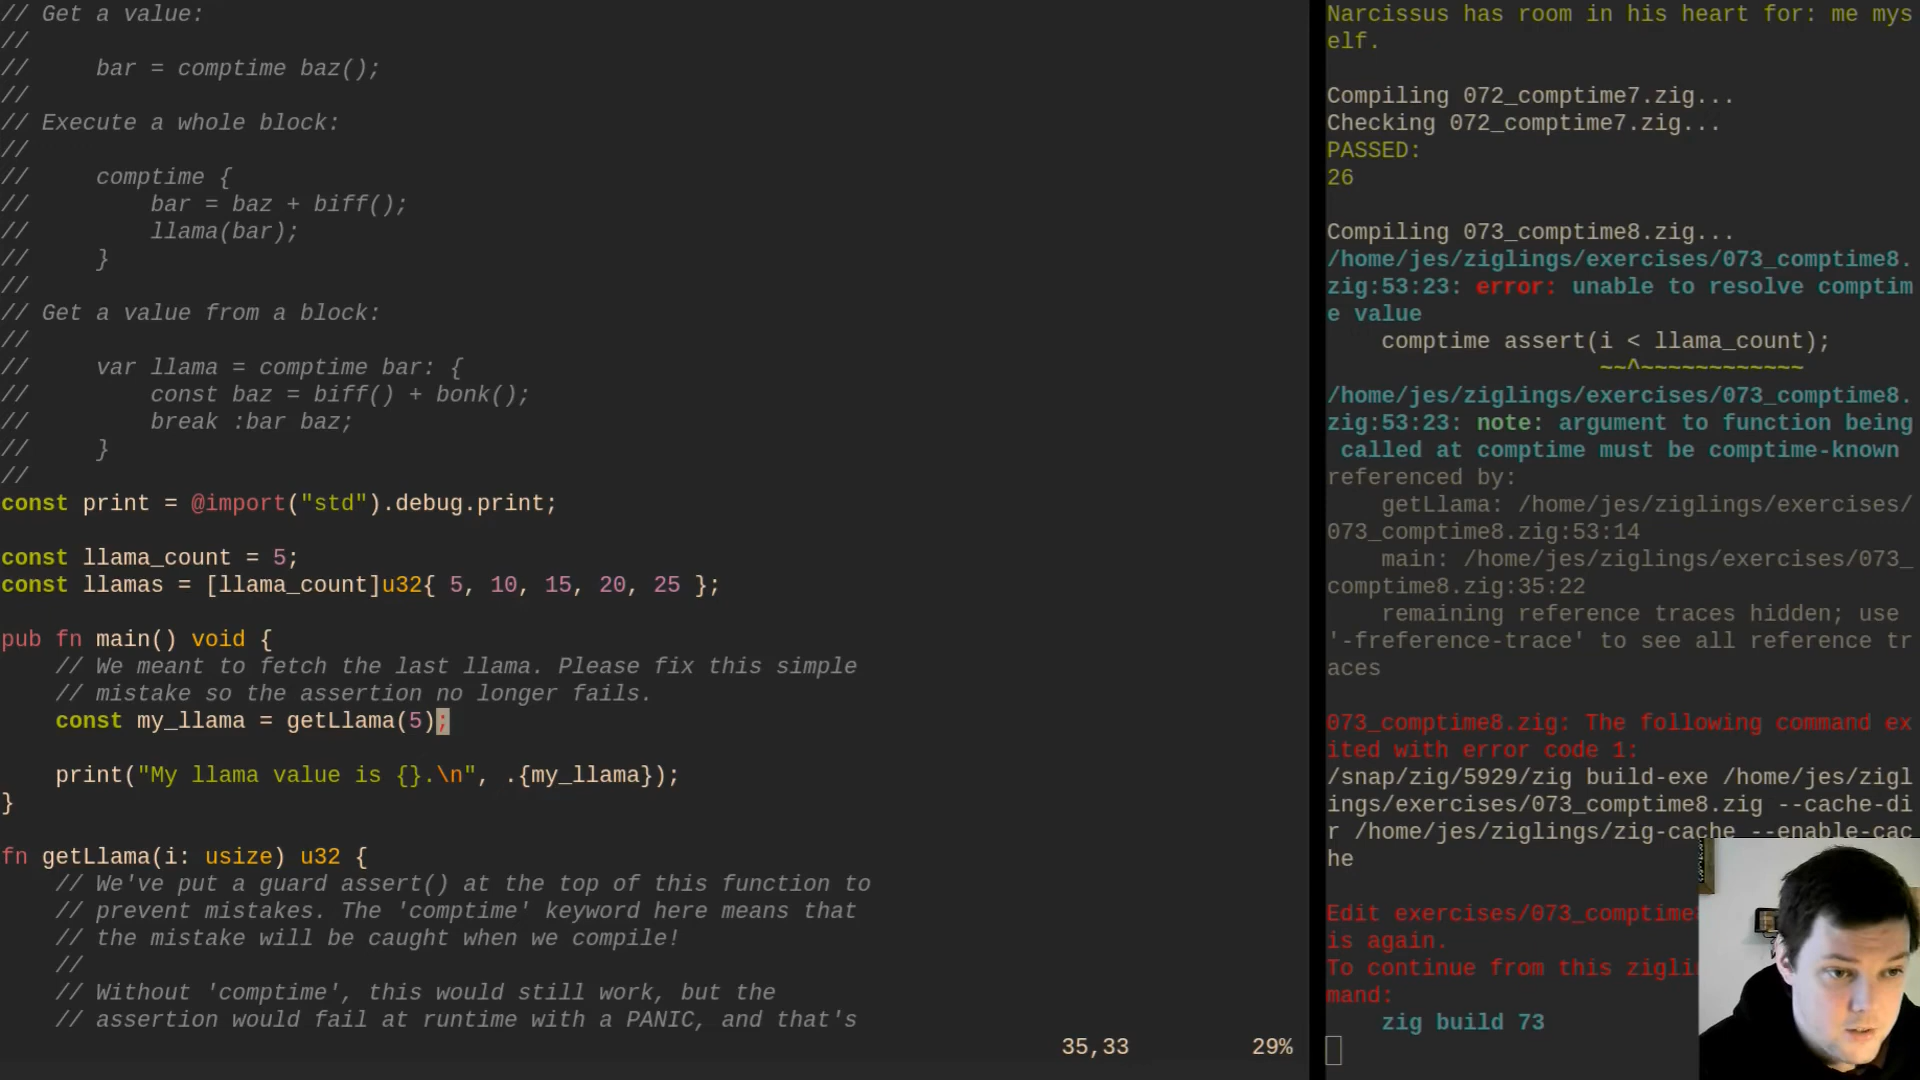 // Get a value:
//
//     bar = comptime baz();
//
// Execute a whole block:
//
//     comptime {
//         bar = baz + biff();
//         llama(bar);
//     }
//
// Get a value from a block:
//
//     var llama = comptime bar: {
//         const baz = biff() + bonk();
//         break :bar baz;
//     }
//
const print = @import("std").debug.print;

const llama_count = 5;
const llamas = [llama_count]u32{ 5, 10, 15, 20, 25 };

pub fn main() void {
    // We meant to fetch the last llama. Please fix this simple
    // mistake so the assertion no longer fails.
    const my_llama = getLlama(5);

    print("My llama value is {}.\n", .{my_llama});
}

fn getLlama(i: usize) u32 {
    // We've put a guard assert() at the top of this function to
    // prevent mistakes. The 'comptime' keyword here means that
    // the mistake will be caught when we compile!
    //
    // Without 'comptime', this would still work, but the
    // assertion would fail at runtime with a PANIC, and that's
35,33 29%
Narcissus has room in his heart for: me mys
elf.

Compiling 072_comptime7.zig...
Checking 072_comptime7.zig...
PASSED:
26

Compiling 073_comptime8.zig...
/home/jes/ziglings/exercises/073_comptime8.
zig:53:23: error: unable to resolve comptim
e value
    comptime assert(i < llama_count);
                    ~~^~~~~~~~~~~~~
/home/jes/ziglings/exercises/073_comptime8.
zig:53:23: note: argument to function being
 called at comptime must be comptime-known
referenced by:
    getLlama: /home/jes/ziglings/exercises/
073_comptime8.zig:53:14
    main: /home/jes/ziglings/exercises/073_
comptime8.zig:35:22
    remaining reference traces hidden; use
'-freference-trace' to see all reference tr
aces

073_comptime8.zig: The following command ex
ited with error code 1:
/snap/zig/5929/zig build-exe /home/jes/zigl
ings/exercises/073_comptime8.zig --cache-di
r /home/jes/ziglings/zig-cache --enable-cac
he

Edit exercises/073_comptime
is again.
To continue from this zigli
mand:
    zig build 73